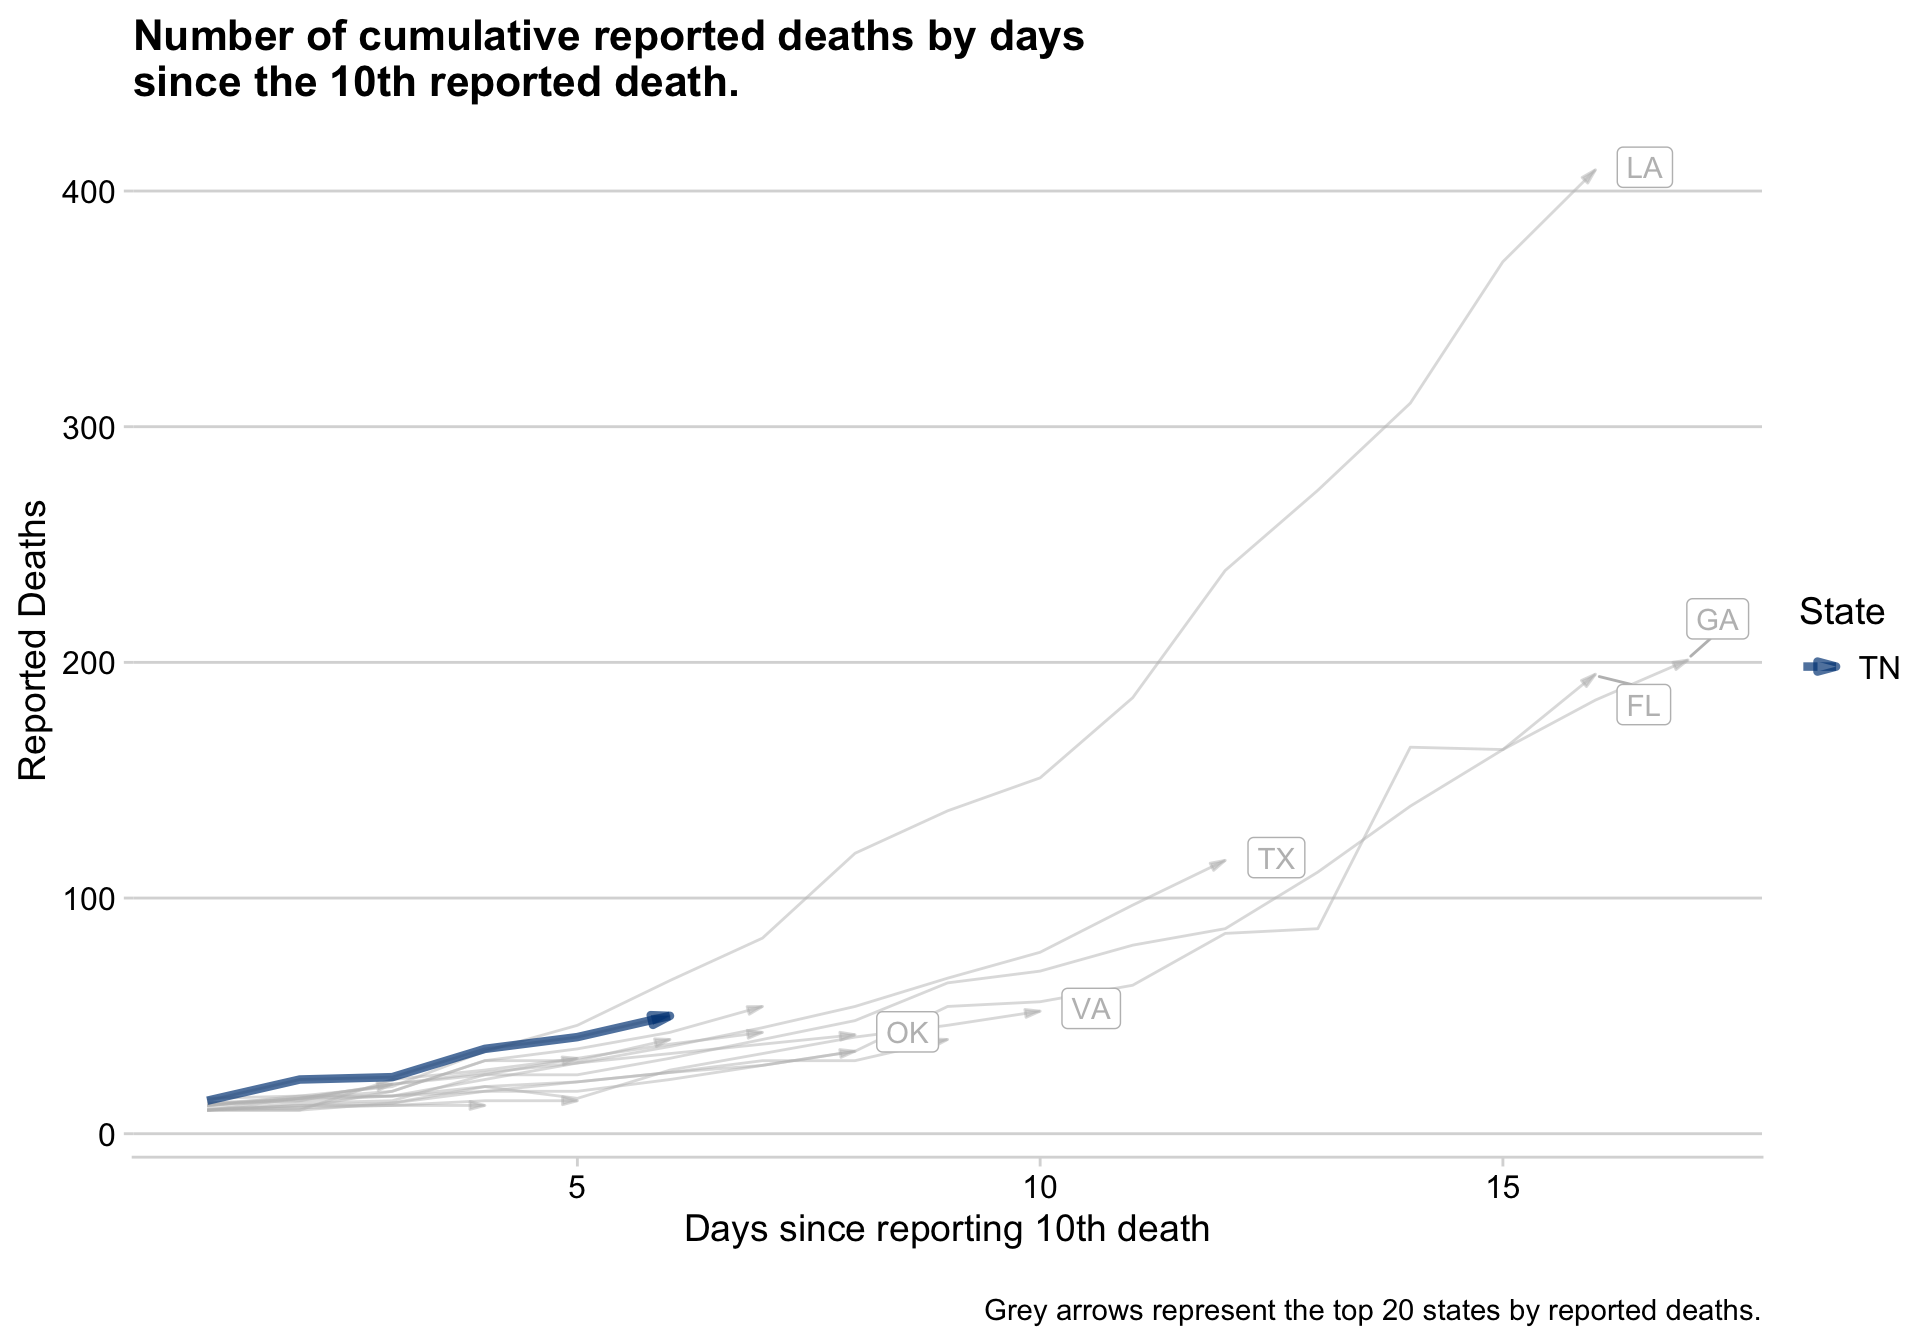 Number of cumulative reported deaths by days
since the 10th reported death.
Reported Deaths
400
300
200
100
0
LA
GA
FL
TX
VA
OK
State
TN
5
10
15
Days since reporting 10th death
Grey arrows represent the top 20 states by reported deaths.